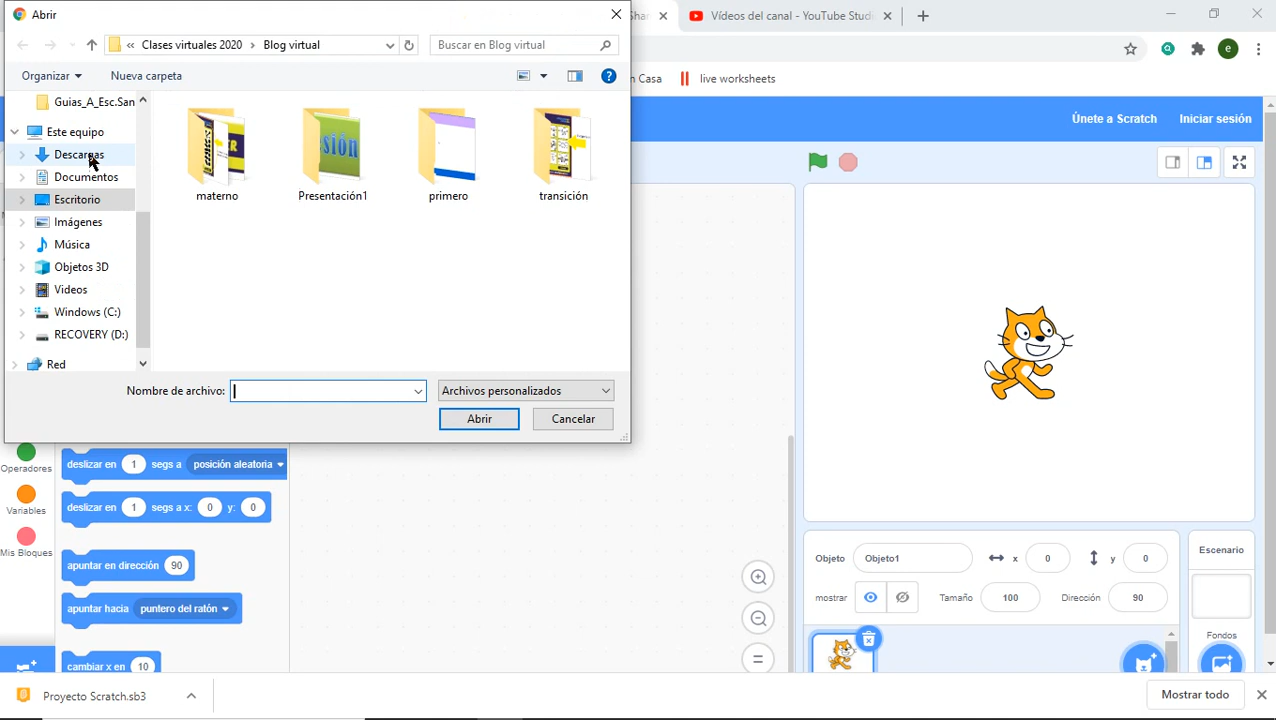 Abrir
Shar
Vídeos del canal - YouTube Stud
« Clases virtuales 2020 > Blog virtual
Buscar en Blog virtual
e
Organizar
Nueva carpeta
n Casa
live worksheets
Guias_A_Esc.San
Este equipo
Descargas
Documentos
Escritorio
Imágenes
Música
Objetos 3D
Videos
Windows (C:)
RECOVERY (D:)
Red
materno
Presentación1
primero
transición
Únete a Scratch
Iniciar sesión
Nombre de archivo:
Archivos personalizados
Abrir
Cancelar
Operadores
Variables
Mis Bloques
deslizar en 1 segs a posición aleatoria
deslizar en 1 segs a x: 0 y: 0
apuntar en dirección 90
apuntar hacia puntero del ratón
cambiar x en 10
Objeto Objeto1 x 0 y 0
mostrar Tamaño 100 Dirección 90
Escenario
Fondos
Proyecto Scratch.sb3
Mostrar todo